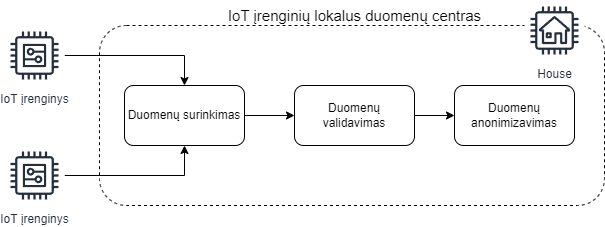 IoT įrenginių lokalus duomenų centras
House
IoT įrenginys
Duomenų surinkimas
Duomenų
validavimas
Duomenų
anonimizavimas
IoT įrenginys